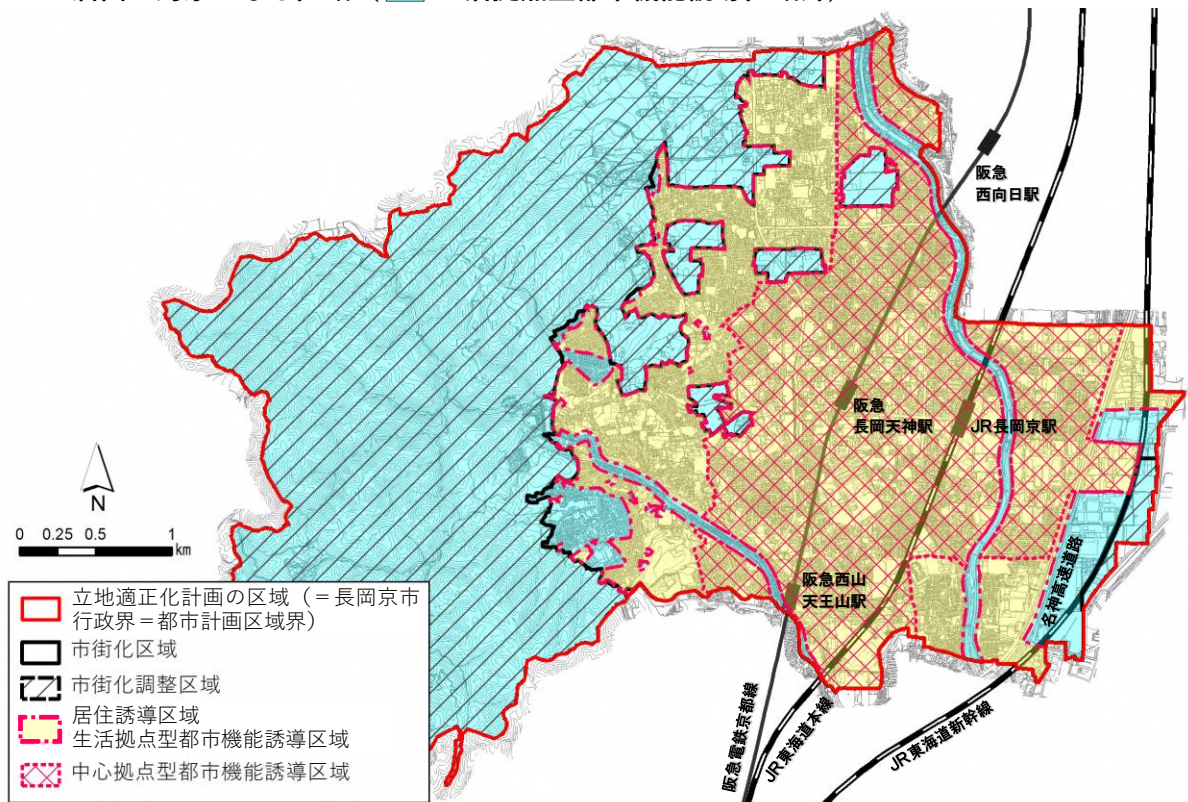 阪急
西向日駅
阪急
長岡天神駅
JR長岡京駅
阪急西山
天王山駅
名神高速道路
阪急電鉄京都線
JR東海道本線
JR東海道新幹線
N
0 0.25 0.5 1
km
立地適正化計画の区域（＝長岡京市
行政界＝都市計画区域界）
市街化区域
市街化調整区域
居住誘導区域
生活拠点型都市機能誘導区域
中心拠点型都市機能誘導区域